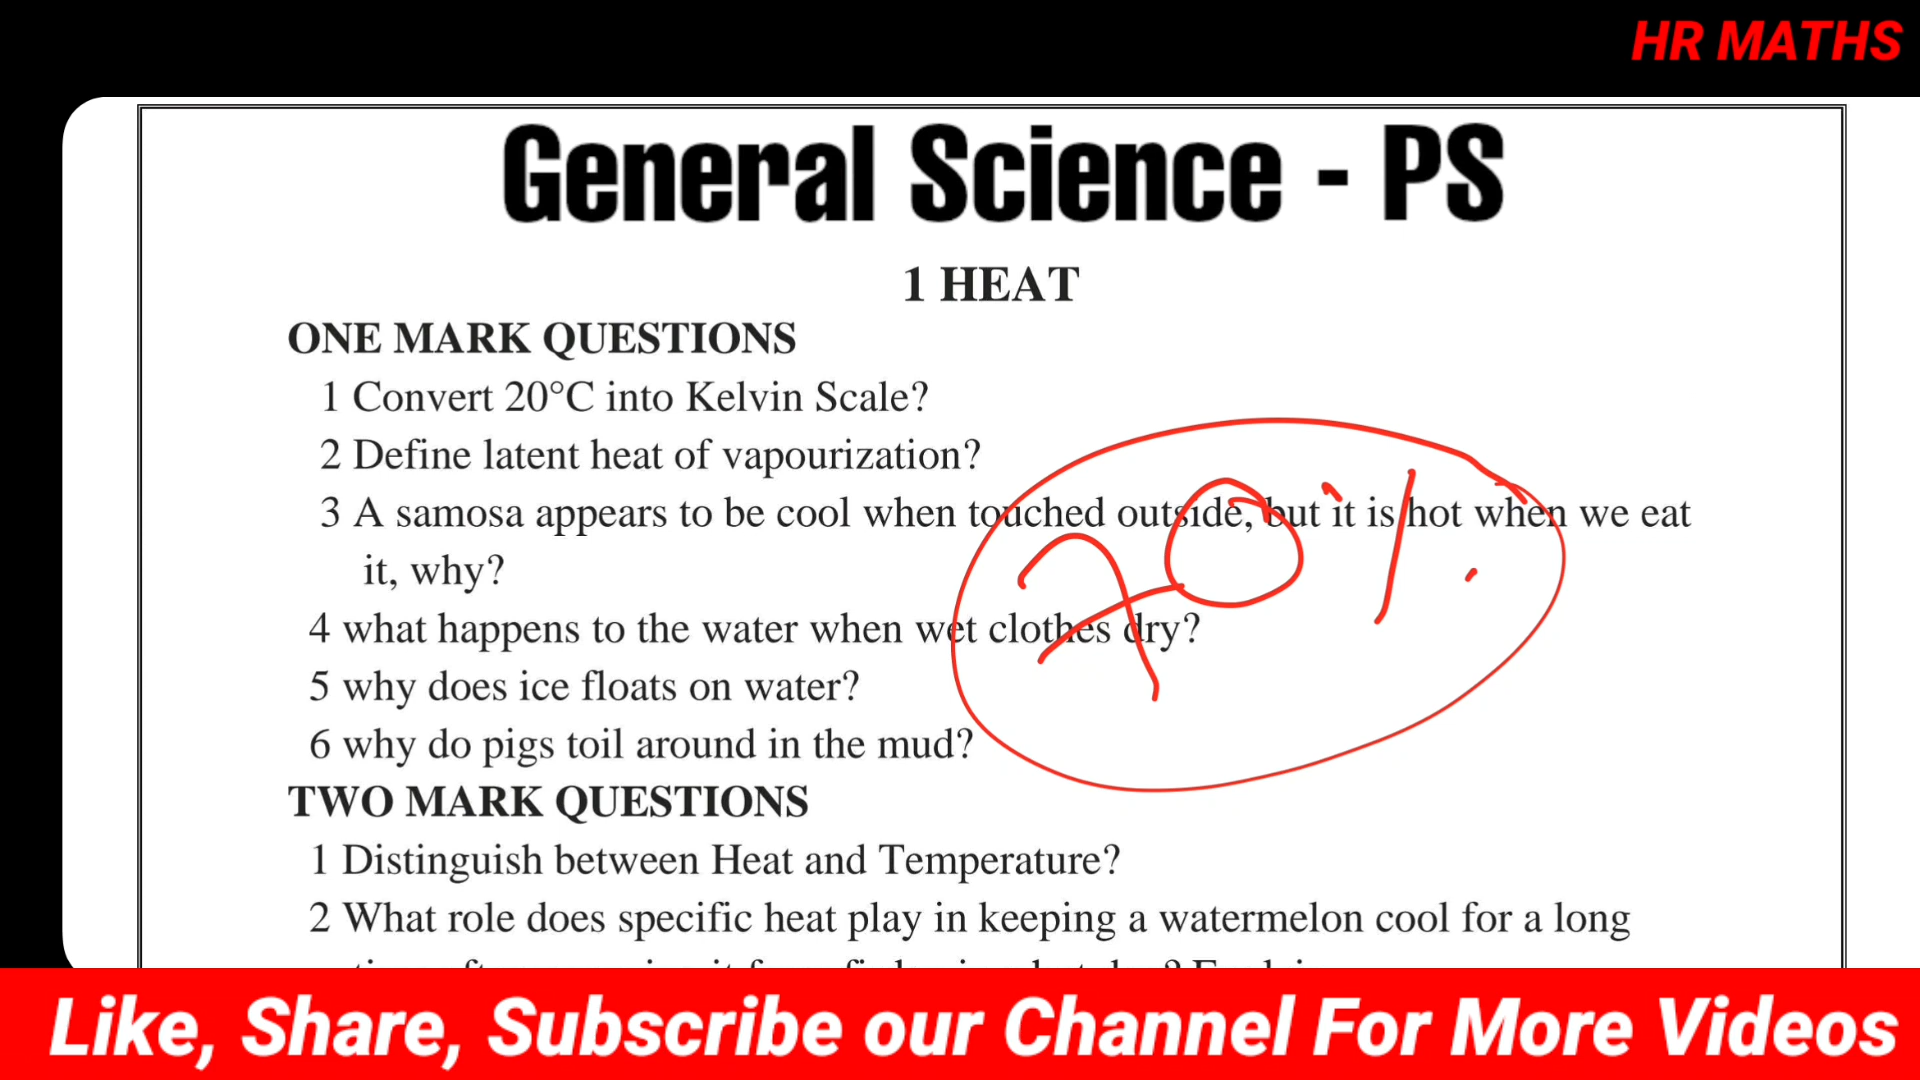 HR MATHS
General Science - PS
1 HEAT
ONE MARK QUESTIONS
1 Convert 20°C into Kelvin Scale?
2 Define latent heat of vapourization?
3 A samosa appears to be cool when touched outside, but it is hot when we eat
it, why?
20%
4 what happens to the water when wet clothes dry?
5 why does ice floats on water?
6 why do pigs toil around in the mud?
TWO MARK QUESTIONS
1 Distinguish between Heat and Temperature?
2 What role does specific heat play in keeping a watermelon cool for a long
Like, Share, Subscribe our Channel For More Videos